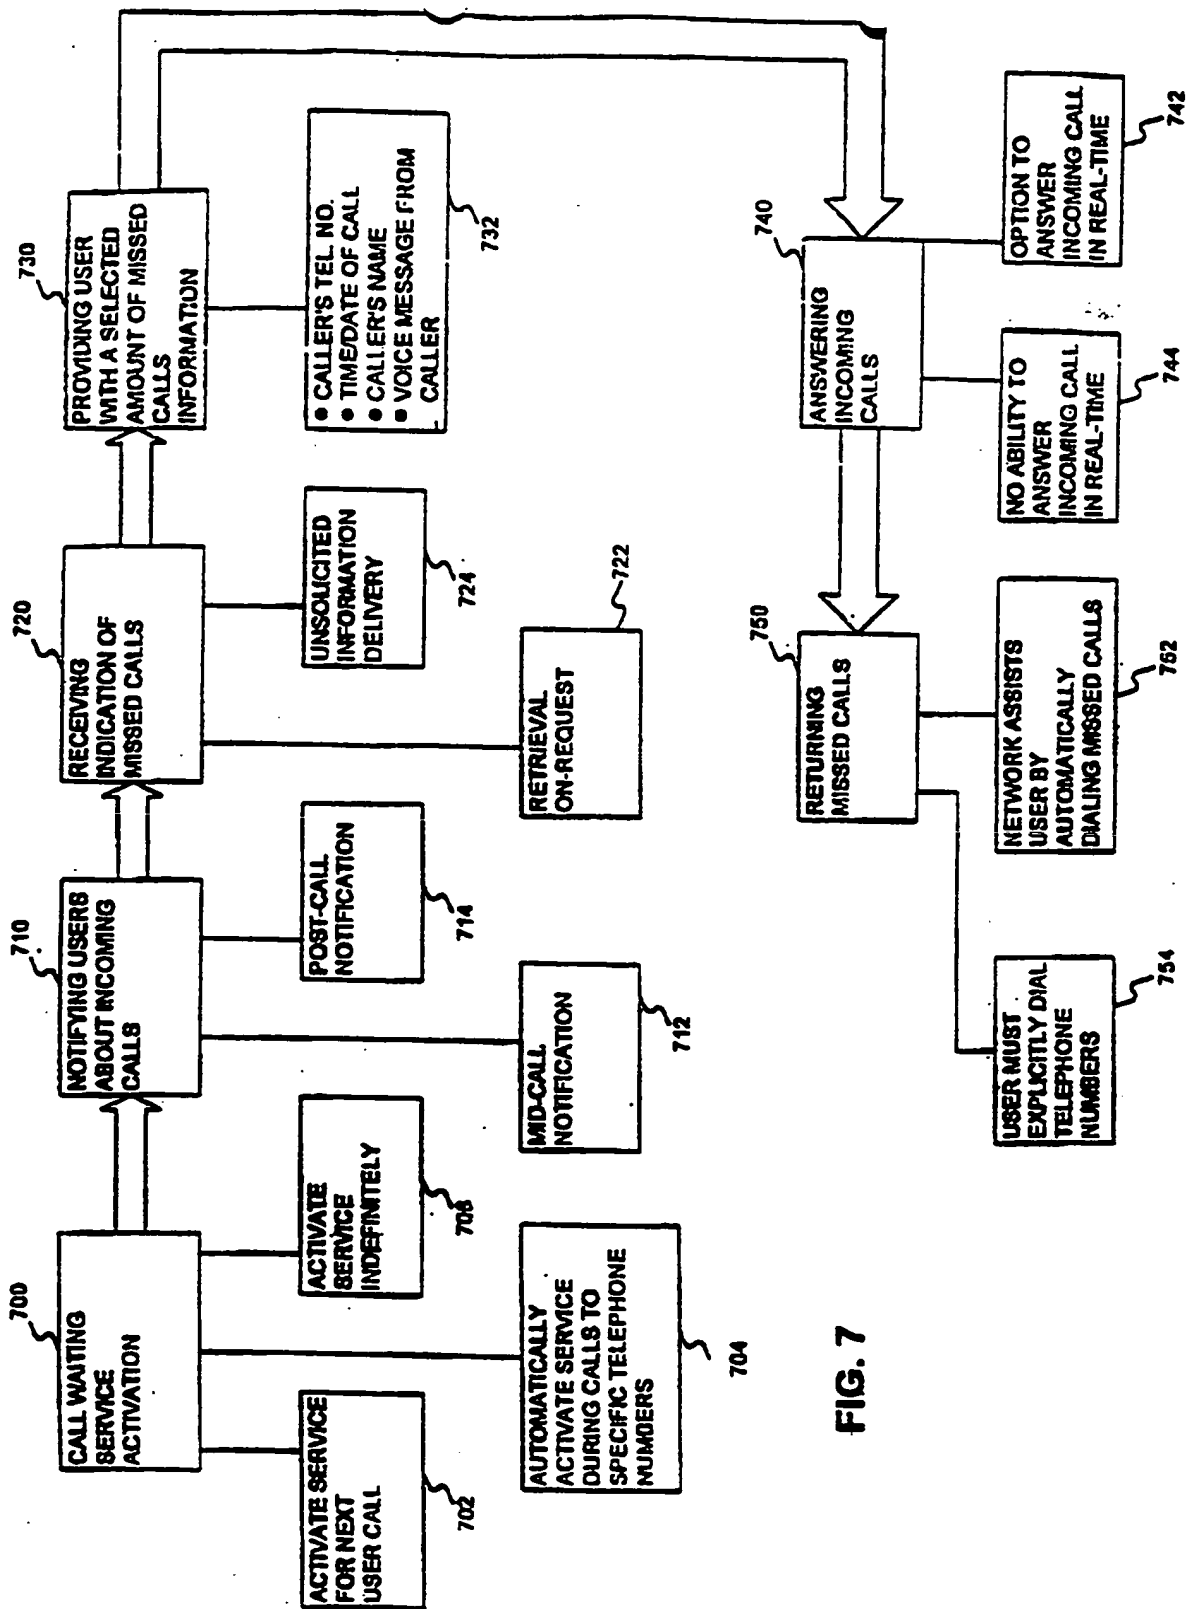 700
CALL WAITING
SERVICE
ACTIVATION
ACTIVATE SERVICE
FOR NEXT
USER CALL
702
AUTOMATICALLY
ACTIVATE SERVICE
DURING CALLS TO
SPECIFIC TELEPHONE
NUMBERS
704
ACTIVATE
SERVICE
INDEFINITELY
706
710
NOTIFYING USERS
ABOUT INCOMING
CALLS
MID-CALL
NOTIFICATION
712
POST-CALL
NOTIFICATION
714
720
RECEIVING
INDICATION OF
MISSED CALLS
RETRIEVAL
ON-REQUEST
722
UNSOLICITED
INFORMATION
DELIVERY
724
730
PROVIDING USER
WITH A SELECTED
AMOUNT OF MISSED
CALLS
INFORMATION
● CALLER'S TEL. NO.
● TIME/DATE OF CALL
● CALLER'S NAME
● VOICE MESSAGE FROM
CALLER
732
740
ANSWERING
INCOMING
CALLS
OPTION TO
ANSWER
INCOMING CALL
IN REAL-TIME
742
NO ABILITY TO
ANSWER
INCOMING CALL
IN REAL-TIME
744
750
RETURNING
MISSED CALLS
NETWORK ASSISTS
USER BY
AUTOMATICALLY
DIALING MISSED CALLS
752
USER MUST
EXPLICITLY DIAL
TELEPHONE
NUMBERS
754
FIG. 7